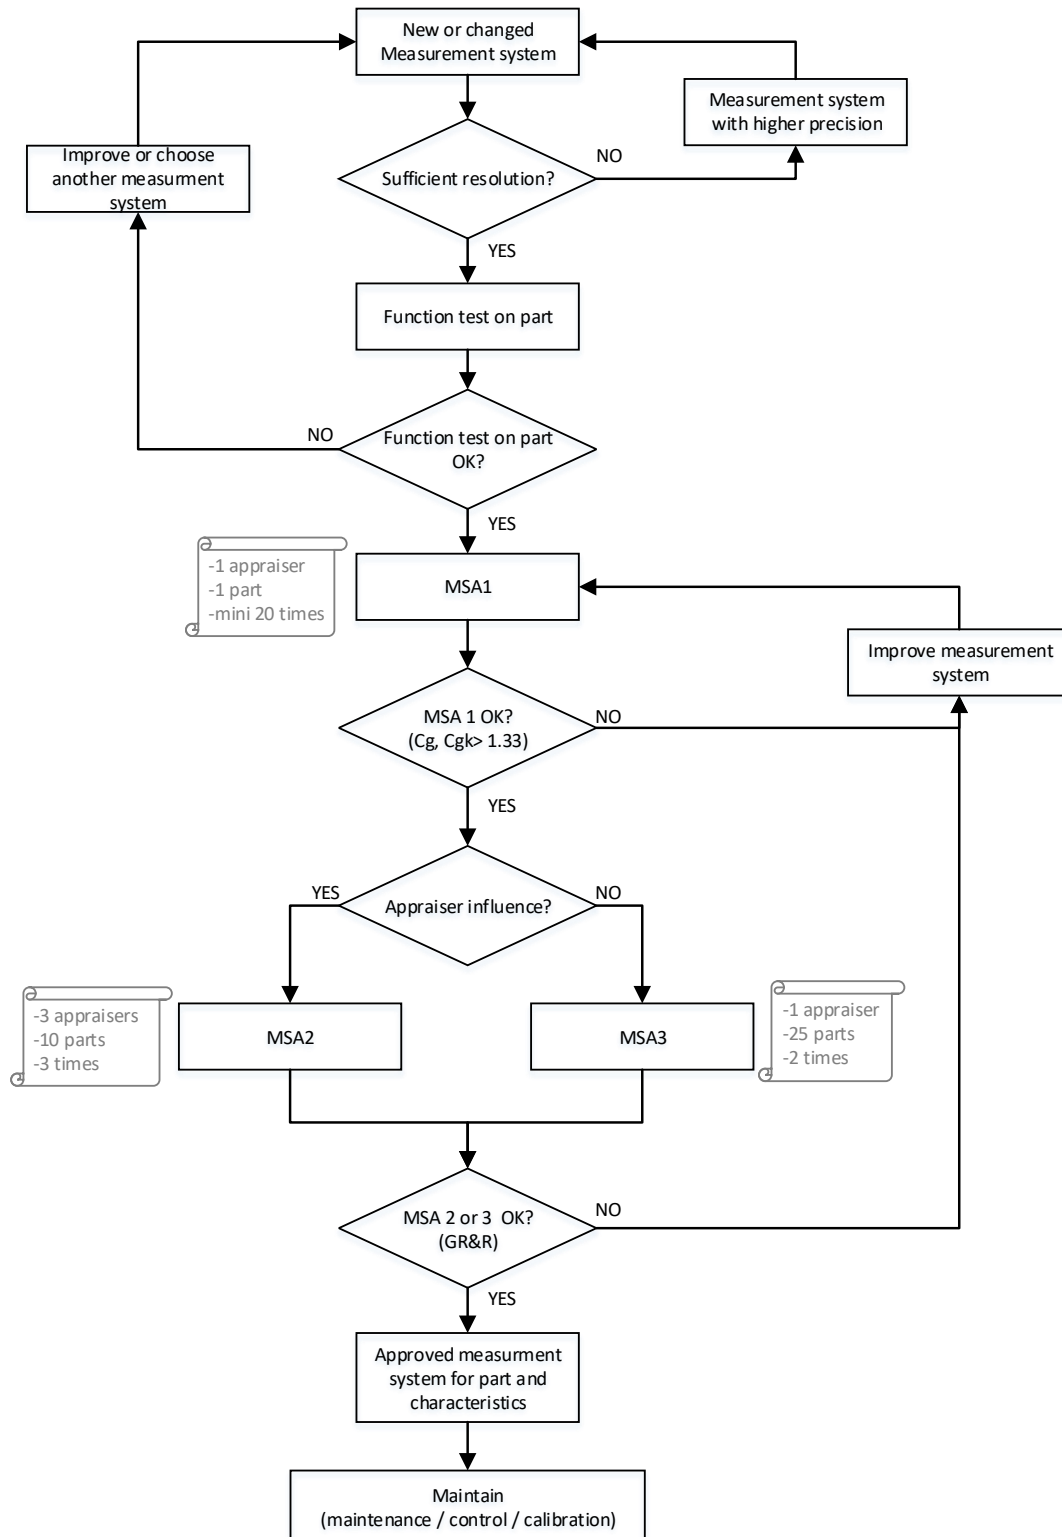 New or changed
Measurement system
Measurement system
with higher precision
Improve or choose
another measurment
system
Sufficient resolution?
NO
YES
Function test on part
Function test on part
OK?
NO
YES
-1 appraiser
-1 part
-mini 20 times
MSA1
Improve measurement
system
MSA 1 OK?
(Cg, Cgk> 1.33)
NO
YES
Appraiser influence?
YES
NO
-3 appraisers
-10 parts
-3 times
MSA2
MSA3
-1 appraiser
-25 parts
-2 times
MSA 2 or 3  OK?
(GR&R)
NO
YES
Approved measurment
system for part and
characteristics
Maintain
(maintenance / control / calibration)